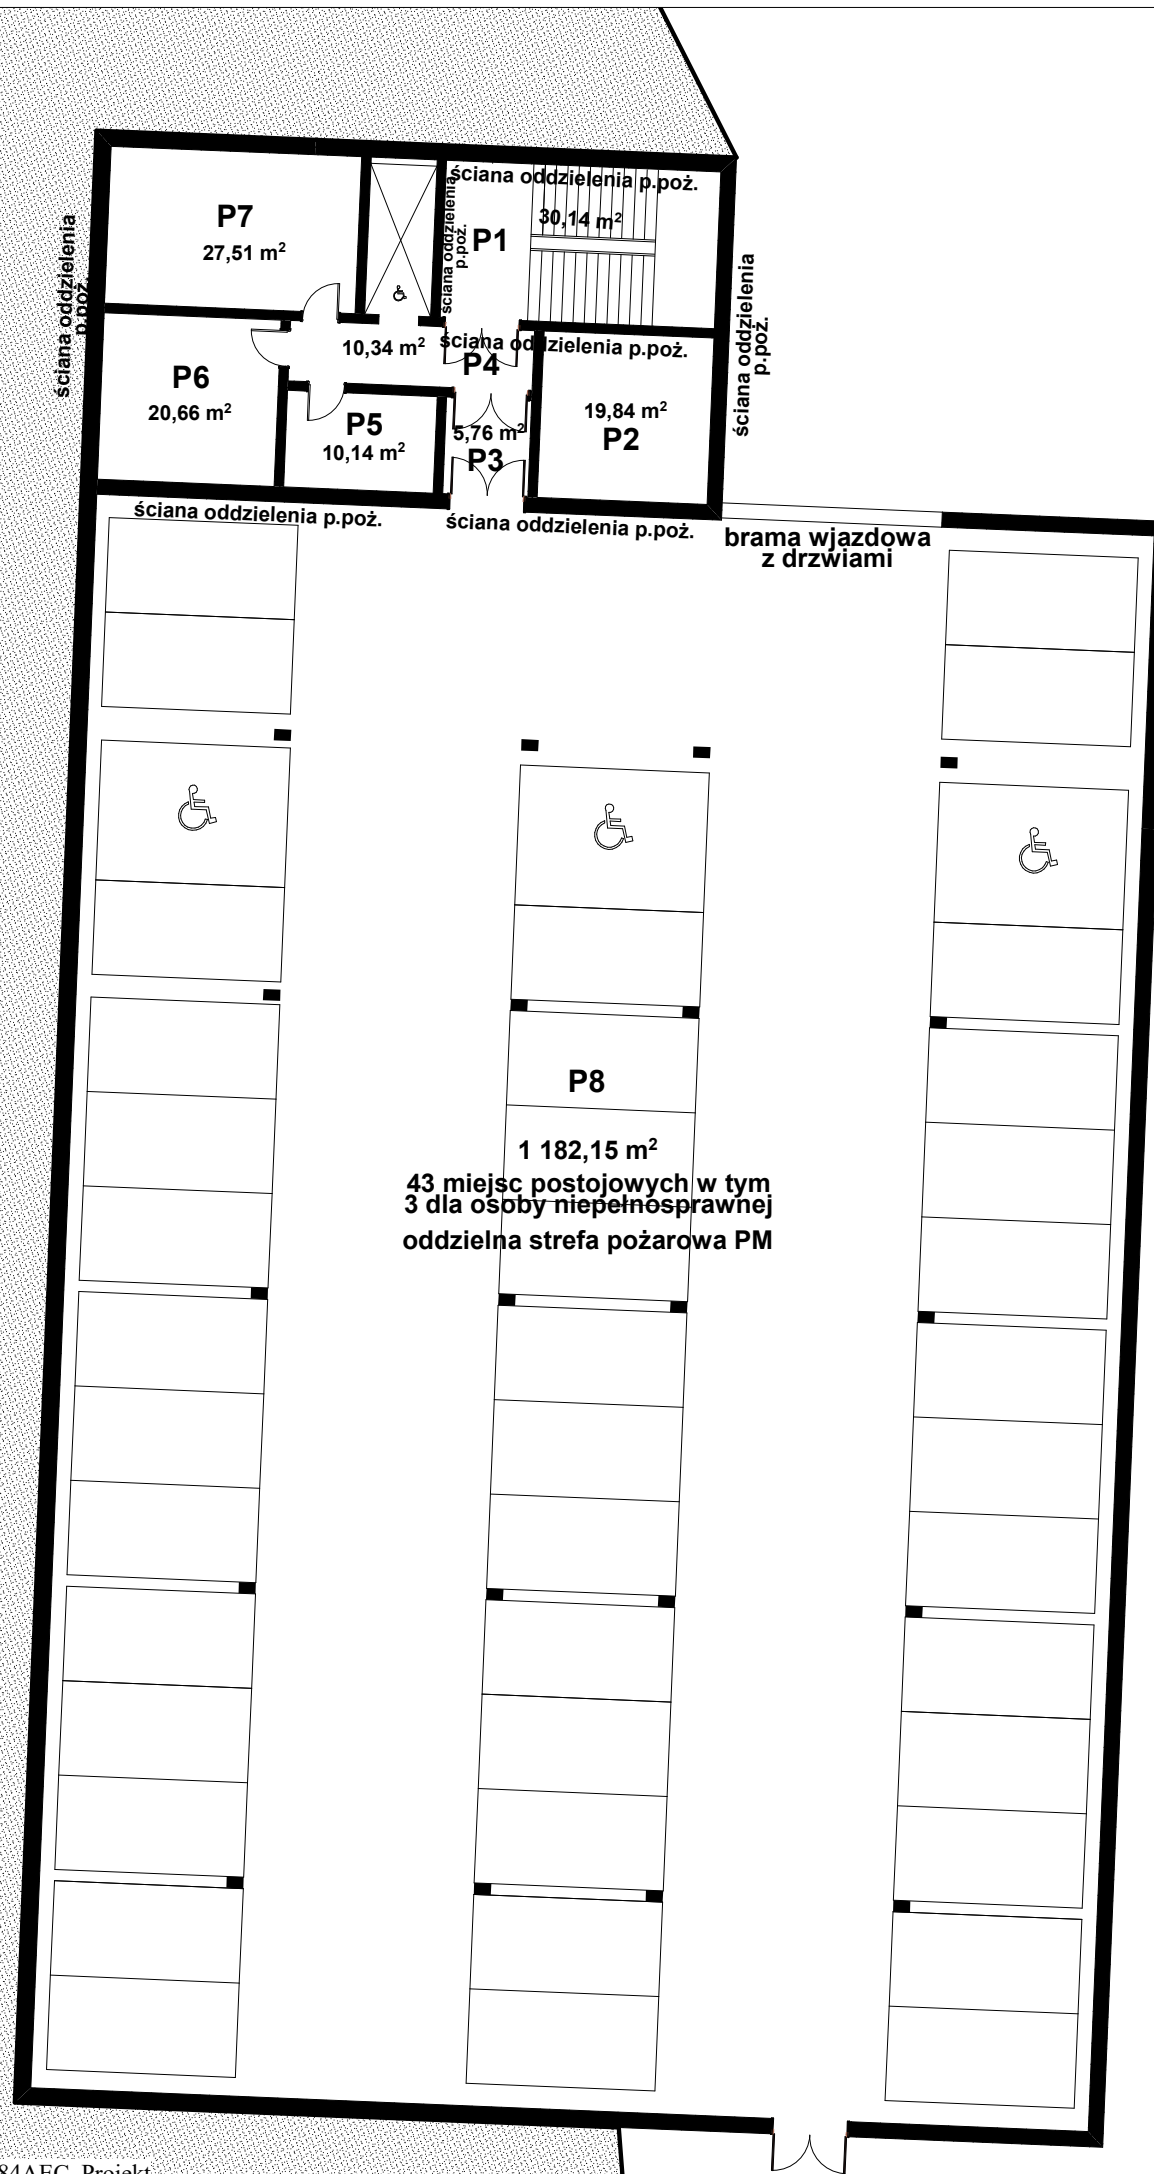 ściana oddzielenia p.poż.
30,14 m²
P7
27,51 m²
P1
ściana oddzielenia
p.poż.
ściana oddzielenia
p.poż.
ściana oddzielenia
p.poż.
10,34 m²
ściana oddzielenia p.poż.
P4
P6
20,66 m²
P5
10,14 m²
5,76 m²
P3
19,84 m²
P2
ściana oddzielenia p.poż.
ściana oddzielenia p.poż.
brama wjazdowa
z drzwiami
P8
1 182,15 m²
43 miejsc postojowych w tym
3 dla osoby niepełnosprawnej
oddzielna strefa pożarowa PM
84AEC Projekt